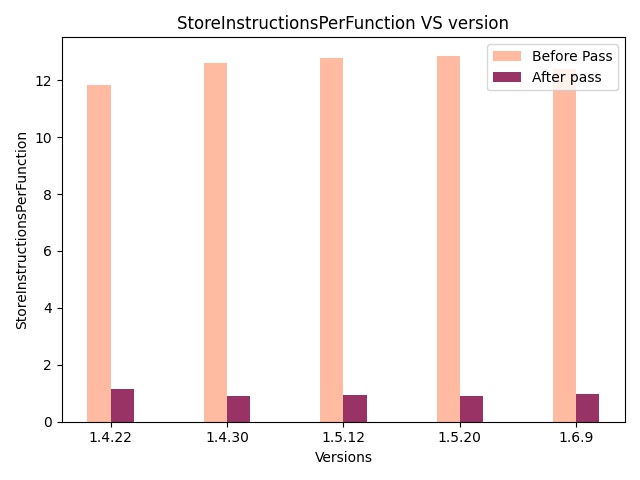 StoreInstructionsPerFunction VS version
Before Pass
After pass
StoreInstructionsPerFunction
12
10
8
6
4
2
0
1.4.22 1.4.30 1.5.12 1.5.20 1.6.9
Versions